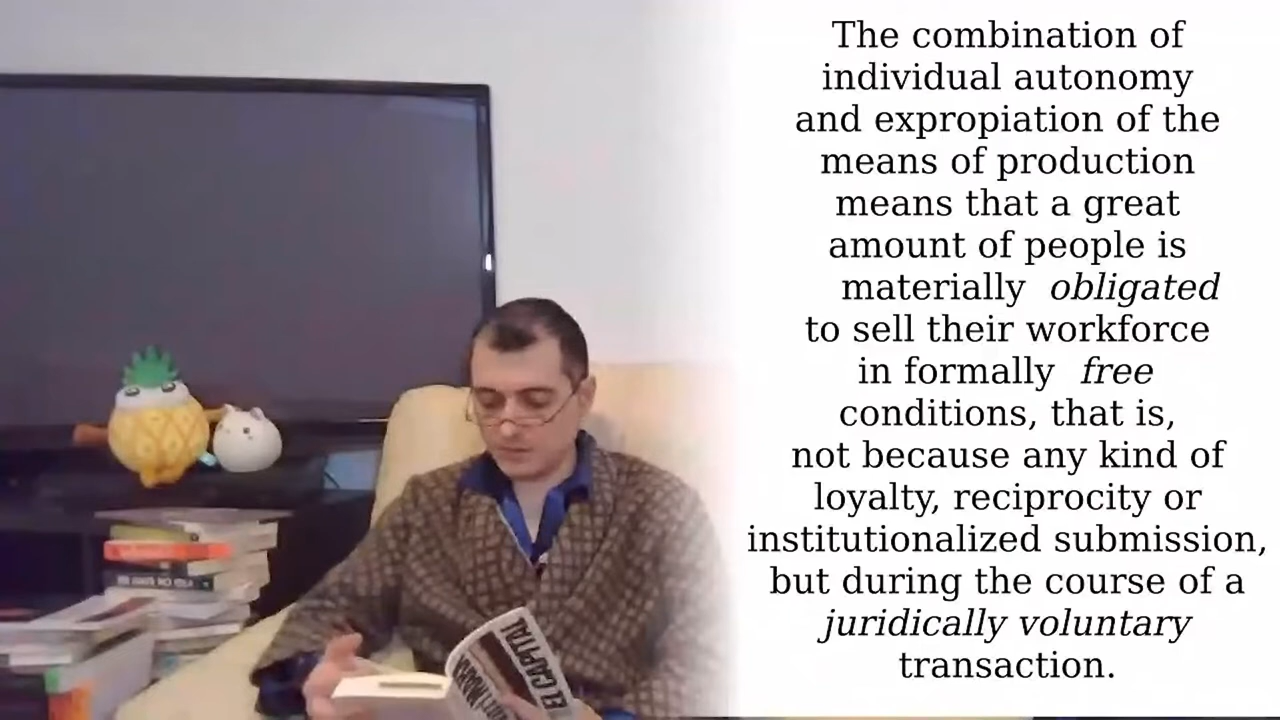 The combination of
individual autonomy
and expropiation of the
means of production
means that a great
amount of people is
materially obligated
to sell their workforce
in formally free
conditions, that is,
not because any kind of
loyalty, reciprocity or
institutionalized submission,
but during the course of a
juridically voluntary
transaction.
EL CAPITAL